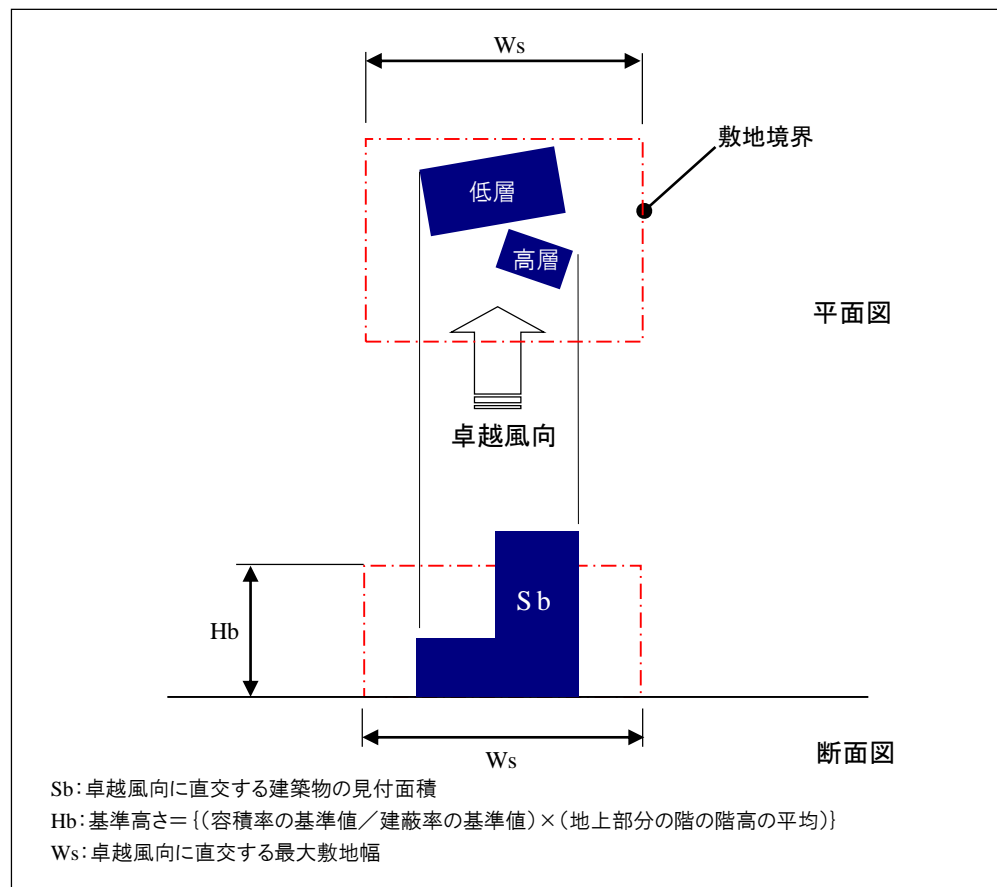 Ws
敷地境界
低層
高層
平面図
卓越風向
Sb
Hb
Ws
断面図
Sb:卓越風向に直交する建築物の見付面積
Hb:基準高さ={(容積率の基準値/建蔽率の基準値)×(地上部分の階の階高の平均)}
Ws:卓越風向に直交する最大敷地幅